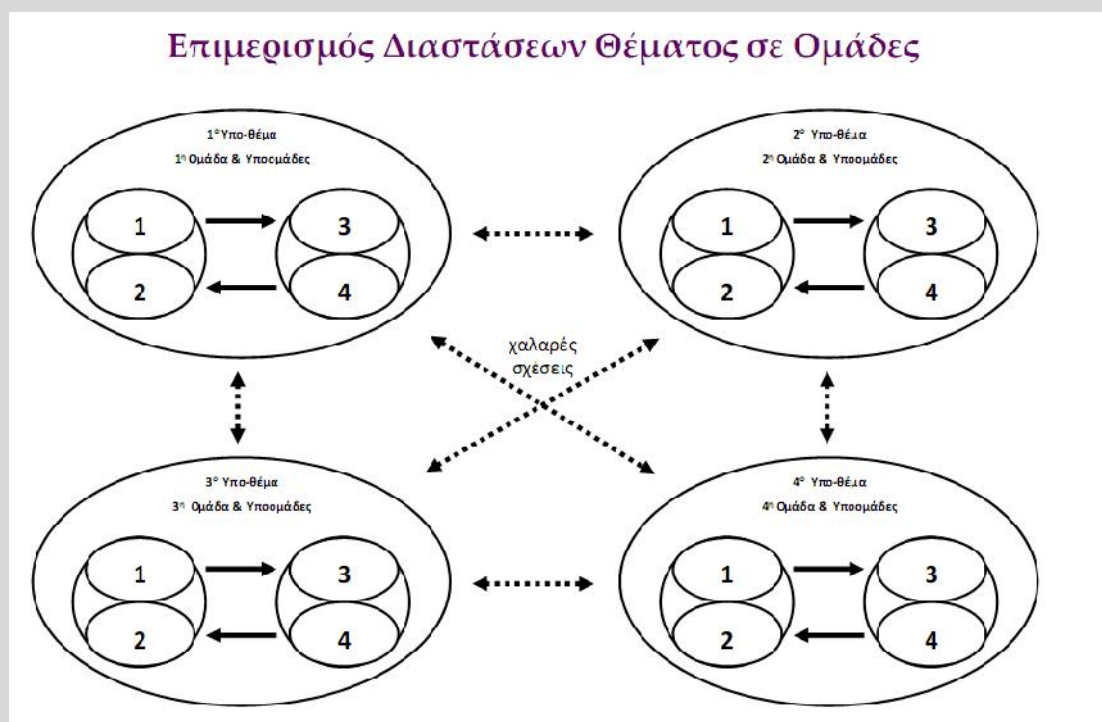 Επιμερισμός Διαστάσεων Θέματος σε Ομάδες
1ο Υπο-θέμα
1η Ομάδα & Υποομάδες
1
3
2
4
2ο Υπο-θέμα
2η Ομάδα & Υποομάδες
1
3
2
4
χαλαρές
σχέσεις
3ο Υπο-θέμα
3η Ομάδα & Υποομάδες
1
3
2
4
4ο Υπο-θέμα
4η Ομάδα & Υποομάδες
1
3
2
4